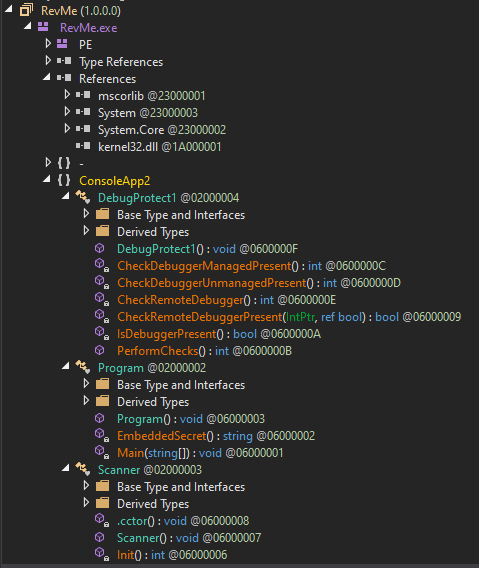 RevMe (1.0.0.0)
RevMe.exe
PE
Type References
References
mscorlib @23000001
System @23000003
System.Core @23000002
kernel32.dll @1A000001
{ } -
{ } ConsoleApp2
DebugProtect1 @02000004
Base Type and Interfaces
Derived Types
DebugProtect1() : void @0600000F
CheckDebuggerManagedPresent() : int @0600000C
CheckDebuggerUnmanagedPresent() : int @0600000D
CheckRemoteDebugger() : int @0600000E
CheckRemoteDebuggerPresent(IntPtr, ref bool) : bool @06000009
IsDebuggerPresent() : bool @0600000A
PerformChecks() : int @0600000B
Program @02000002
Base Type and Interfaces
Derived Types
Program() : void @06000003
EmbeddedSecret() : string @06000002
Main(string[]) : void @06000001
Scanner @02000003
Base Type and Interfaces
Derived Types
.cctor() : void @06000008
Scanner() : void @06000007
Init() : int @06000006